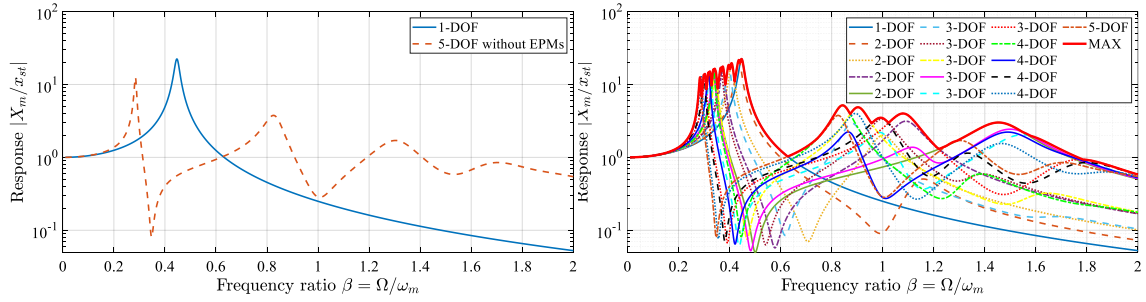 10^2
10^1
10^0
10^-1
Response |X_m/x_st|
1-DOF
5-DOF without EPMs
0 0.2 0.4 0.6 0.8 1 1.2 1.4 1.6 1.8 2
Frequency ratio β = Ω/ω_m
10^2
10^1
10^0
10^-1
Response |X_m/x_st|
1-DOF 3-DOF 3-DOF 5-DOF
2-DOF 3-DOF 4-DOF MAX
2-DOF 3-DOF 4-DOF
2-DOF 3-DOF 4-DOF
2-DOF 3-DOF 4-DOF
0 0.2 0.4 0.6 0.8 1 1.2 1.4 1.6 1.8 2
Frequency ratio β = Ω/ω_m